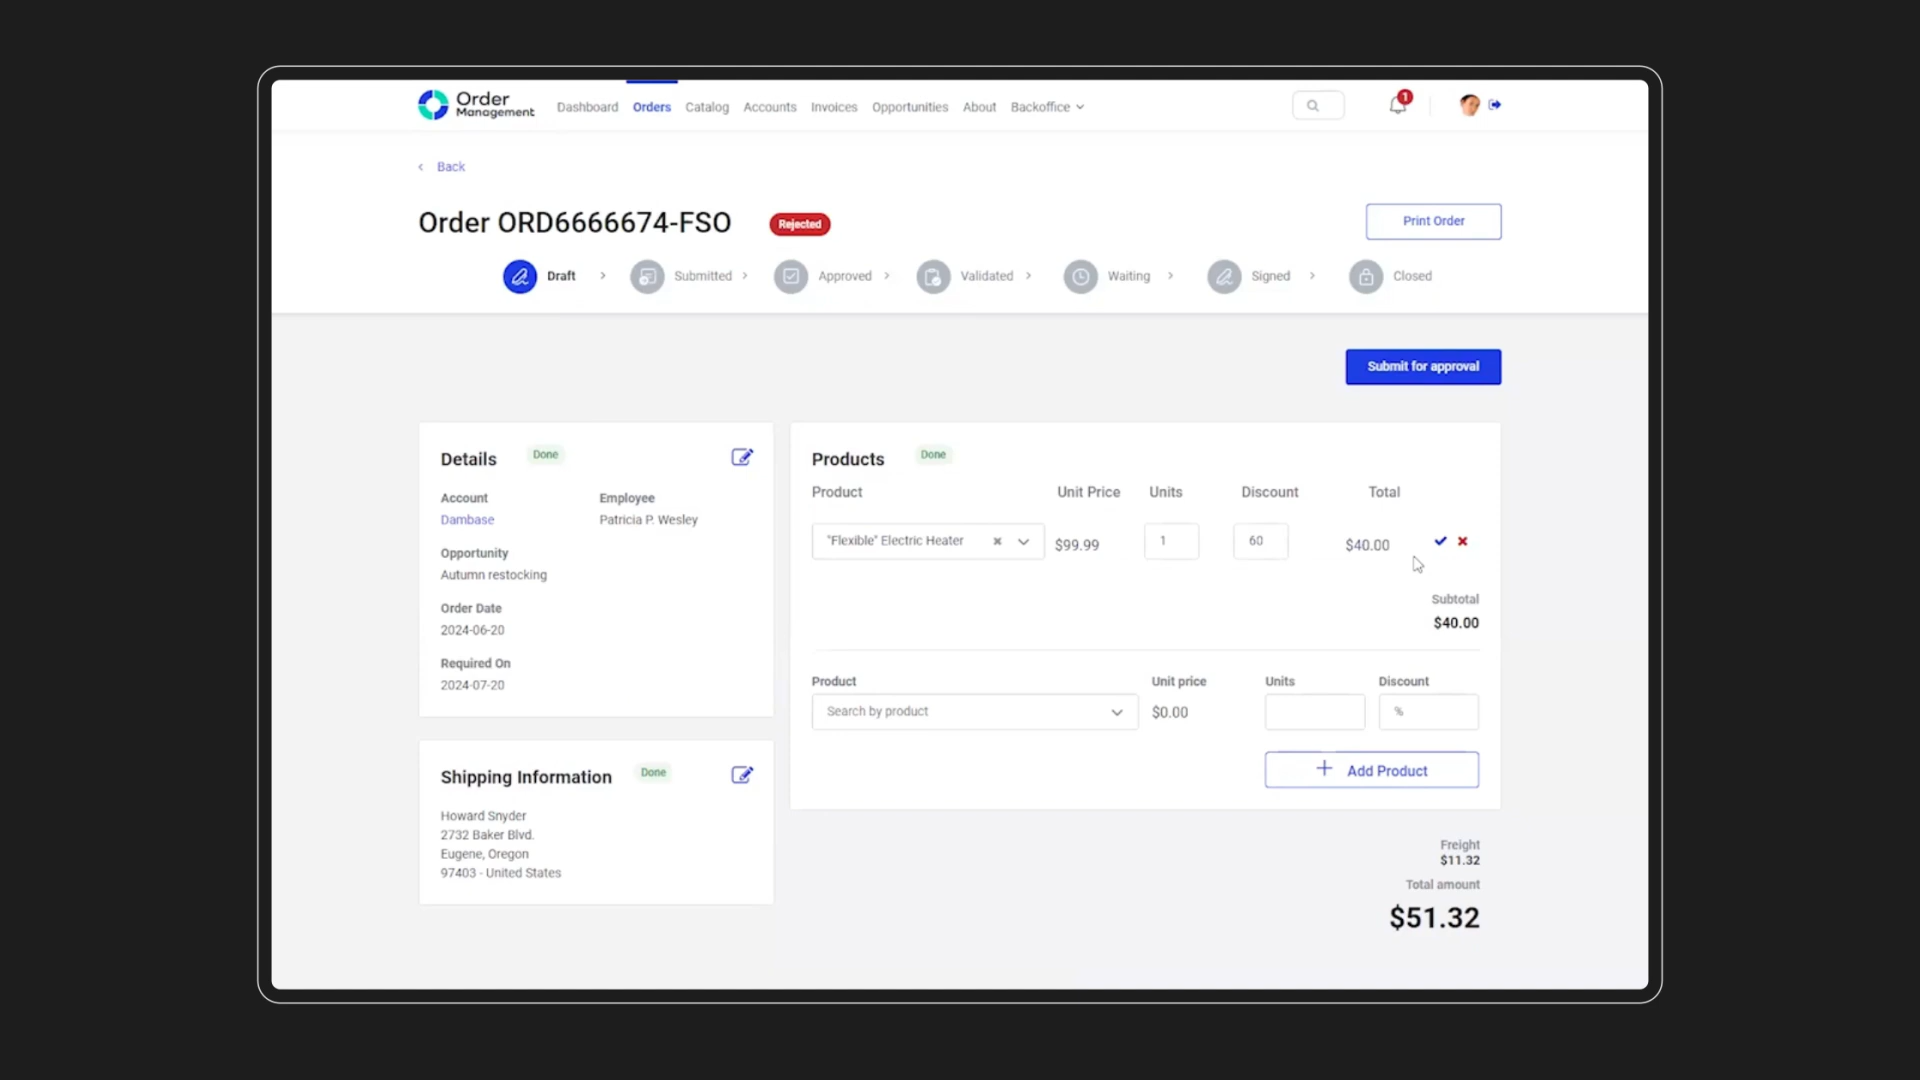 Order Management
Dashboard Orders Catalog Accounts Invoices Opportunities About Backoffice
1
Back
Order ORD6666674-FSO
Rejected
Print Order
Draft Submitted Approved Validated Waiting Signed Closed
Submit for approval
Details Done
Account Employee
Dambase Patricia P. Wesley
Opportunity
Autumn restocking
Order Date
2024-06-20
Required On
2024-07-20
Shipping Information Done
Howard Snyder
2732 Baker Blvd.
Eugene, Oregon
97403 - United States
Products Done
Product Unit Price Units Discount Total
"Flexible" Electric Heater $99.99 1 60 $40.00
Subtotal
$40.00
Product Unit price Units Discount
Search by product $0.00 %
+ Add Product
Freight
$11.32
Total amount
$51.32